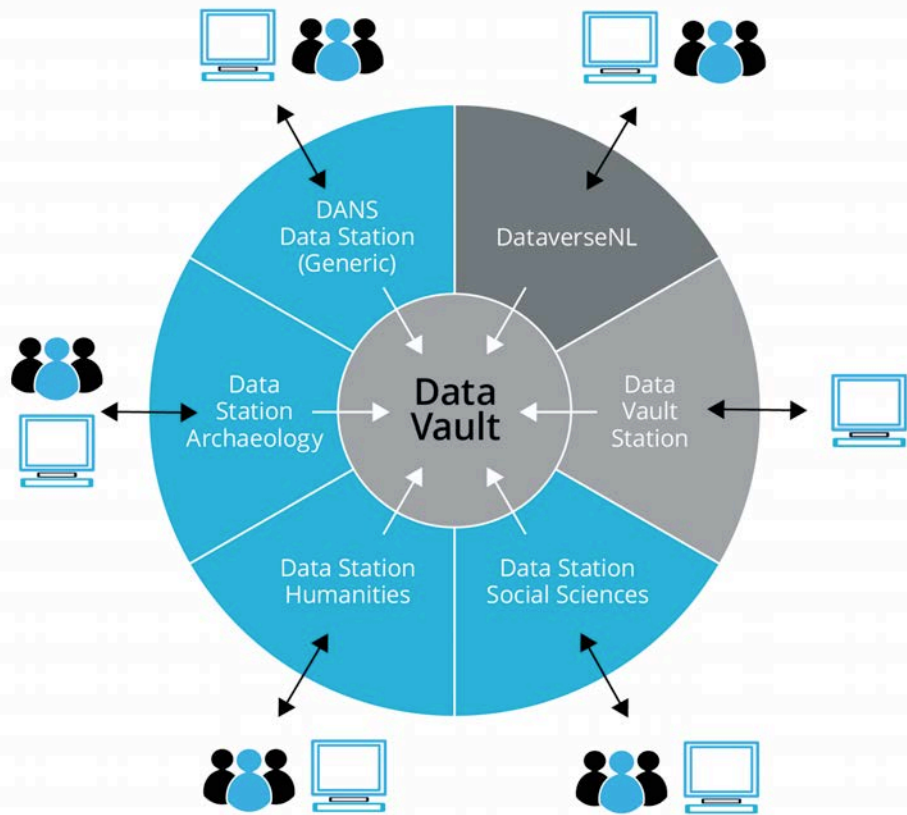 DANS
Data Station
(Generic)
DataverseNL
Data
Station
Archaeology
Data
Vault
Data
Vault
Station
Data Station
Humanities
Data Station
Social Sciences